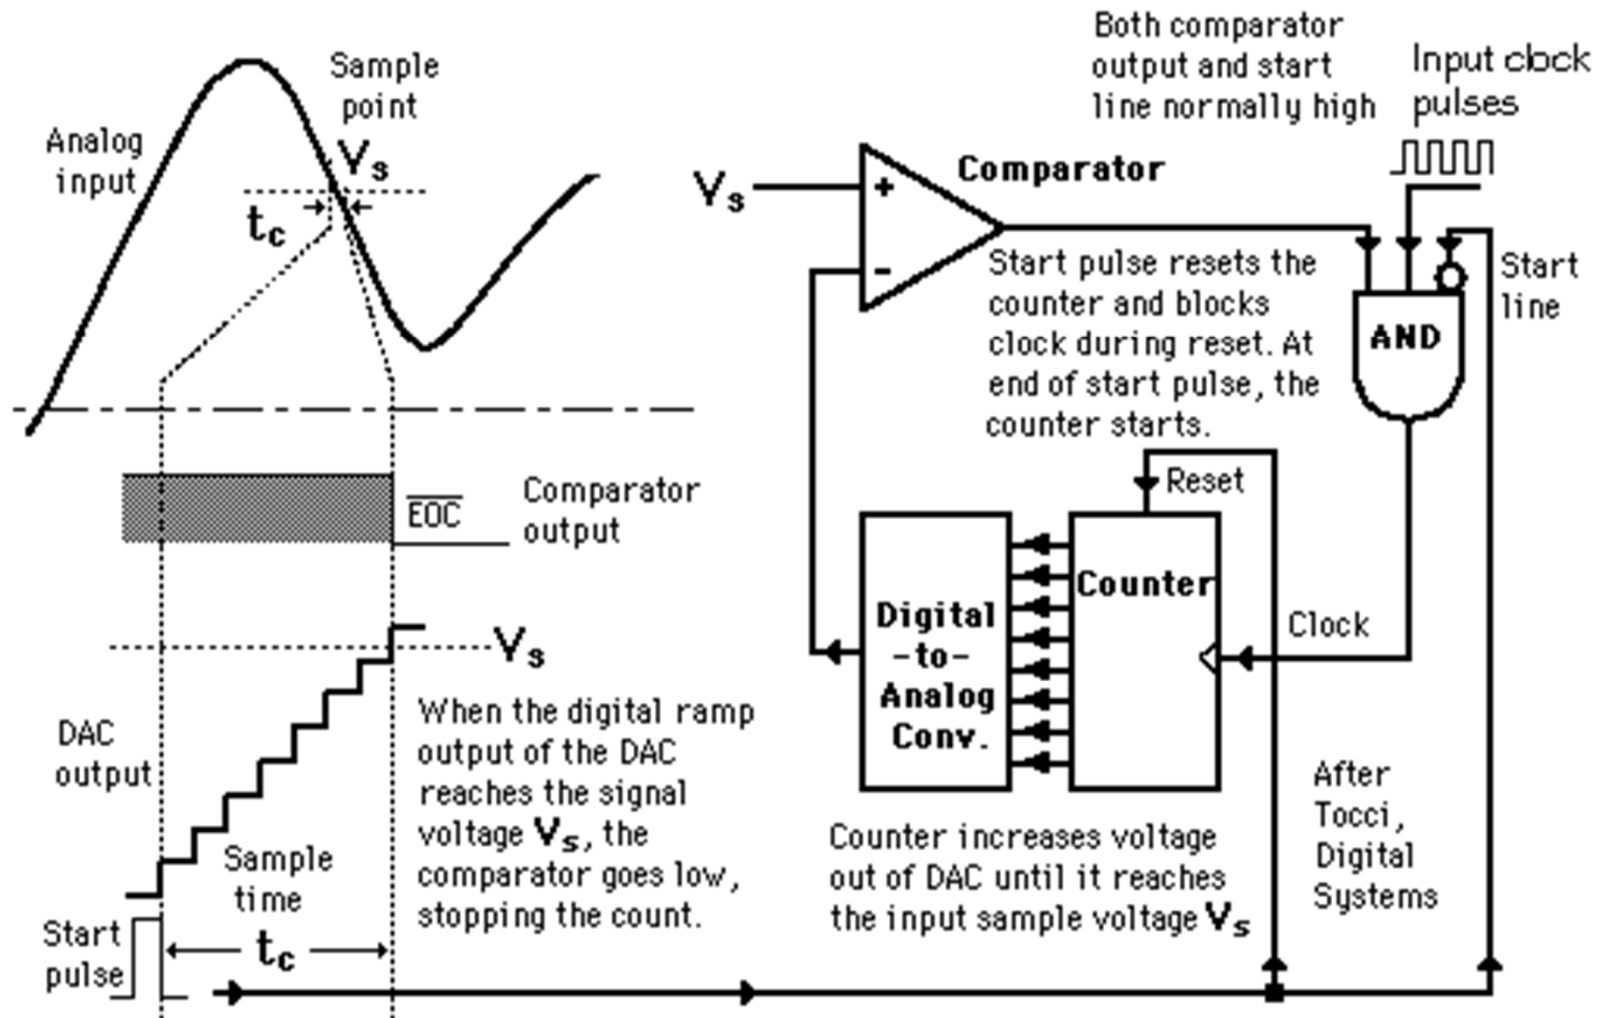 Analog
input
Sample
point
Vs
tc
Both comparator
output and start
line normally high
Input clock
pulses
Vs
+
-
Comparator
Start pulse resets the
counter and blocks
clock during reset. At
end of start pulse, the
counter starts.
AND
Start
line
EOC
Comparator
output
Reset
Counter
Digital
-to-
Analog
Conv.
Clock
Vs
DAC
output
When the digital ramp
output of the DAC
reaches the signal
voltage Vs, the
comparator goes low,
stopping the count.
Sample
time
tc
Start
pulse
Counter increases voltage
out of DAC until it reaches
the input sample voltage Vs
After
Tocci,
Digital
Systems